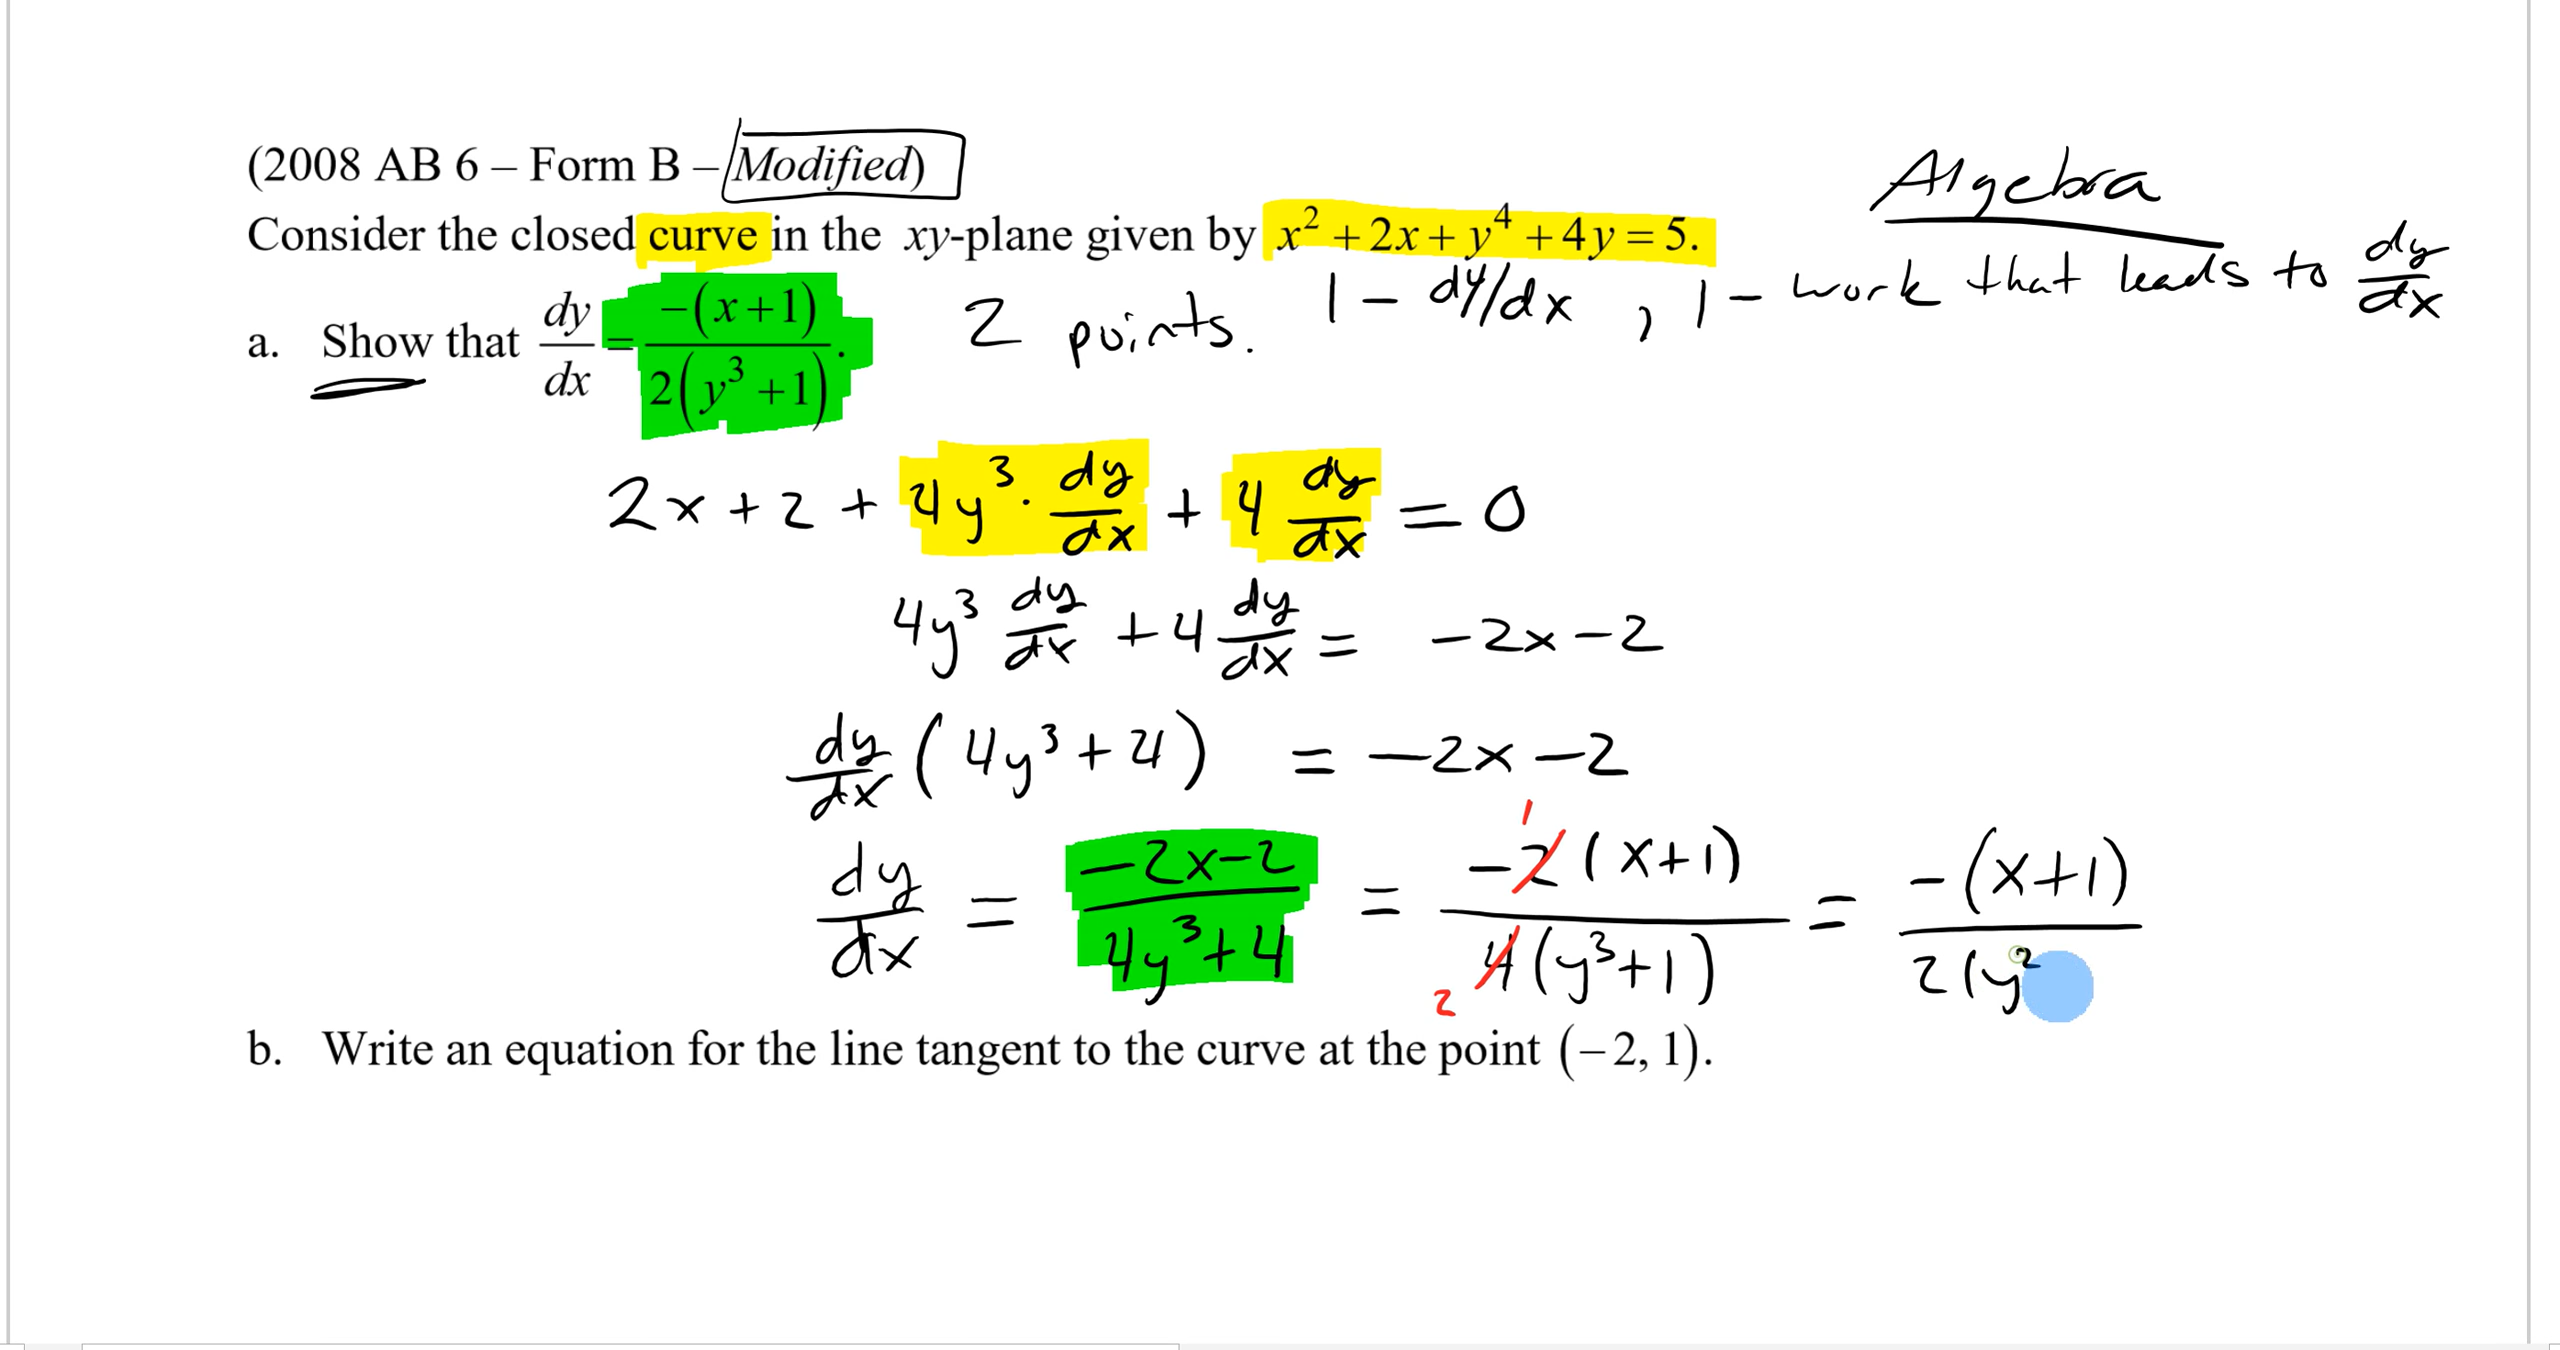 (2008 AB 6 – Form B – Modified)
Algebra
Consider the closed curve in the xy-plane given by x² + 2x + y⁴ + 4y = 5.
a. Show that dy/dx = -(x+1)/2(y³+1).
2 points. 1 - dy/dx , 1 - work that leads to dy/dx
2x + 2 + 4y³ · dy/dx + 4 dy/dx = 0
4y³ dy/dx + 4 dy/dx = -2x - 2
dy/dx (4y³ + 4) = -2x - 2
1
dy/dx = -2x-2/4y³+4 = -2(x+1)/4(y³+1) = -(x+1)/2(y²
2
b. Write an equation for the line tangent to the curve at the point (−2, 1).